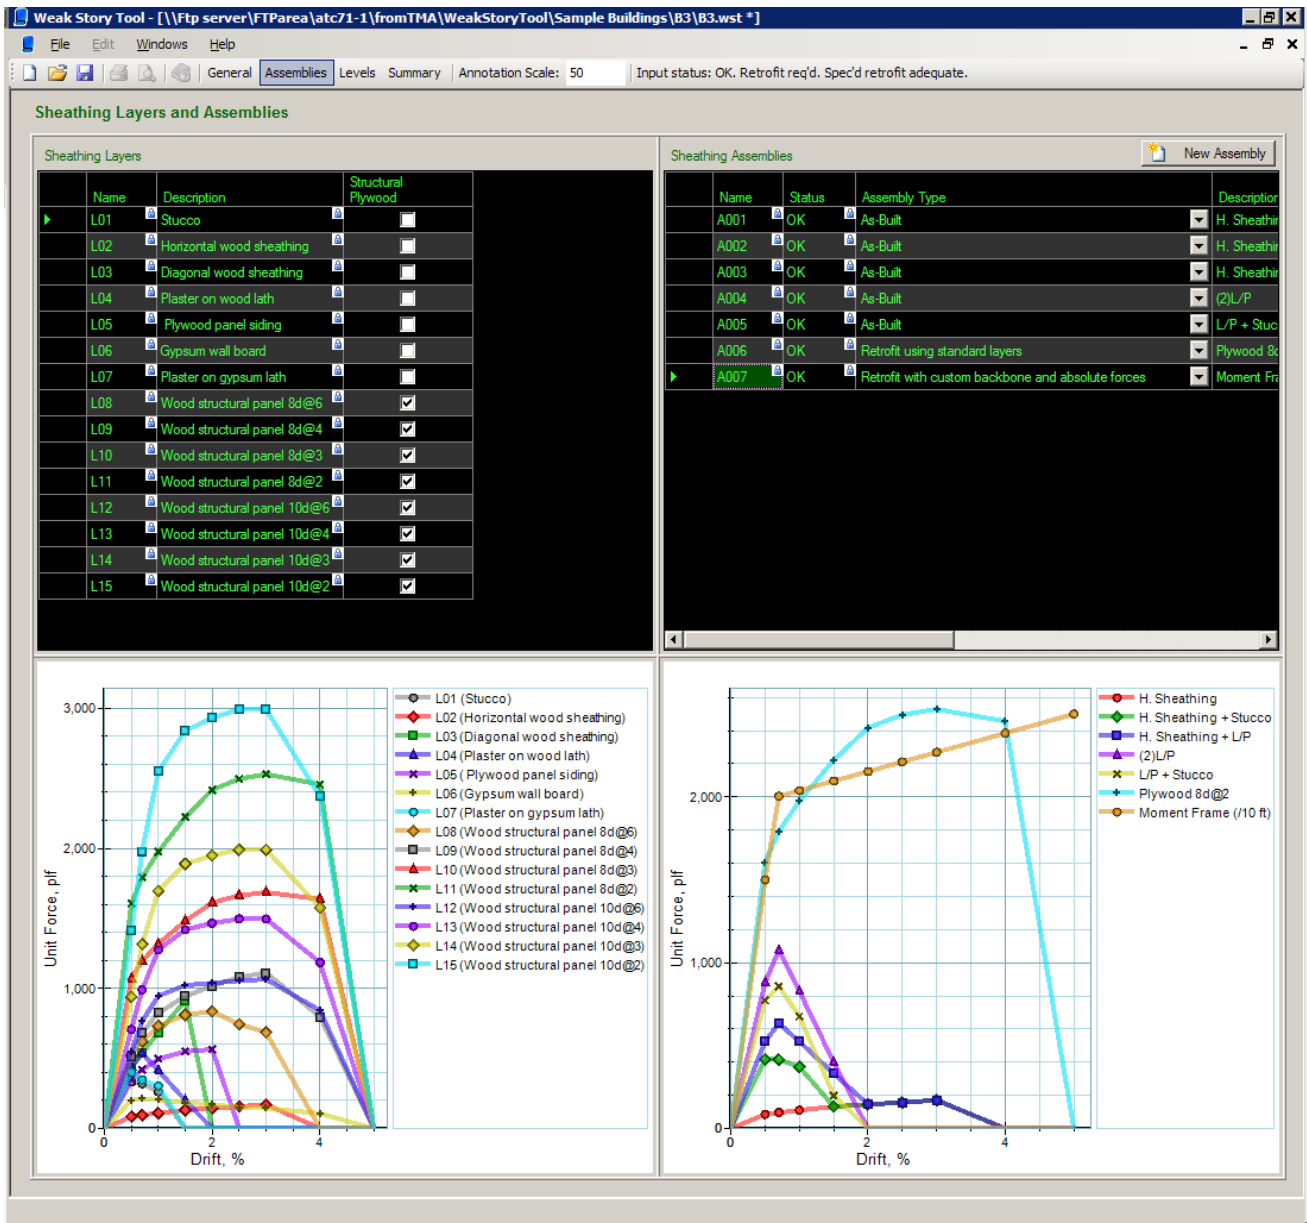 Weak Story Tool - [\\Ftp server\FTParea\atc71-1\fromTMA\WeakStoryTool\Sample Buildings\B3\B3.wst *]
File Edit Windows Help
General Assemblies Levels Summary Annotation Scale: 50 Input status: OK. Retrofit req'd. Spec'd retrofit adequate.
Sheathing Layers and Assemblies
Sheathing Layers
Name Description Structural Plywood
L01 Stucco
L02 Horizontal wood sheathing
L03 Diagonal wood sheathing
L04 Plaster on wood lath
L05 Plywood panel siding
L06 Gypsum wall board
L07 Plaster on gypsum lath
L08 Wood structural panel 8d@6
L09 Wood structural panel 8d@4
L10 Wood structural panel 8d@3
L11 Wood structural panel 8d@2
L12 Wood structural panel 10d@6
L13 Wood structural panel 10d@4
L14 Wood structural panel 10d@3
L15 Wood structural panel 10d@2
Sheathing Assemblies New Assembly
Name Status Assembly Type Description
A001 OK As-Built H. Sheathin
A002 OK As-Built H. Sheathin
A003 OK As-Built H. Sheathin
A004 OK As-Built (2)L/P
A005 OK As-Built L/P + Stuc
A006 OK Retrofit using standard layers Plywood 8d
A007 OK Retrofit with custom backbone and absolute forces Moment Fra
3,000
2,000
1,000
0
Unit Force, plf
0 2 4
Drift, %
L01 (Stucco)
L02 (Horizontal wood sheathing)
L03 (Diagonal wood sheathing)
L04 (Plaster on wood lath)
L05 ( Plywood panel siding)
L06 (Gypsum wall board)
L07 (Plaster on gypsum lath)
L08 (Wood structural panel 8d@6)
L09 (Wood structural panel 8d@4)
L10 (Wood structural panel 8d@3)
L11 (Wood structural panel 8d@2)
L12 (Wood structural panel 10d@6)
L13 (Wood structural panel 10d@4)
L14 (Wood structural panel 10d@3)
L15 (Wood structural panel 10d@2)
2,000
1,000
0
Unit Force, plf
0 2 4
Drift, %
H. Sheathing
H. Sheathing + Stucco
H. Sheathing + L/P
(2)L/P
L/P + Stucco
Plywood 8d@2
Moment Frame (/10 ft)